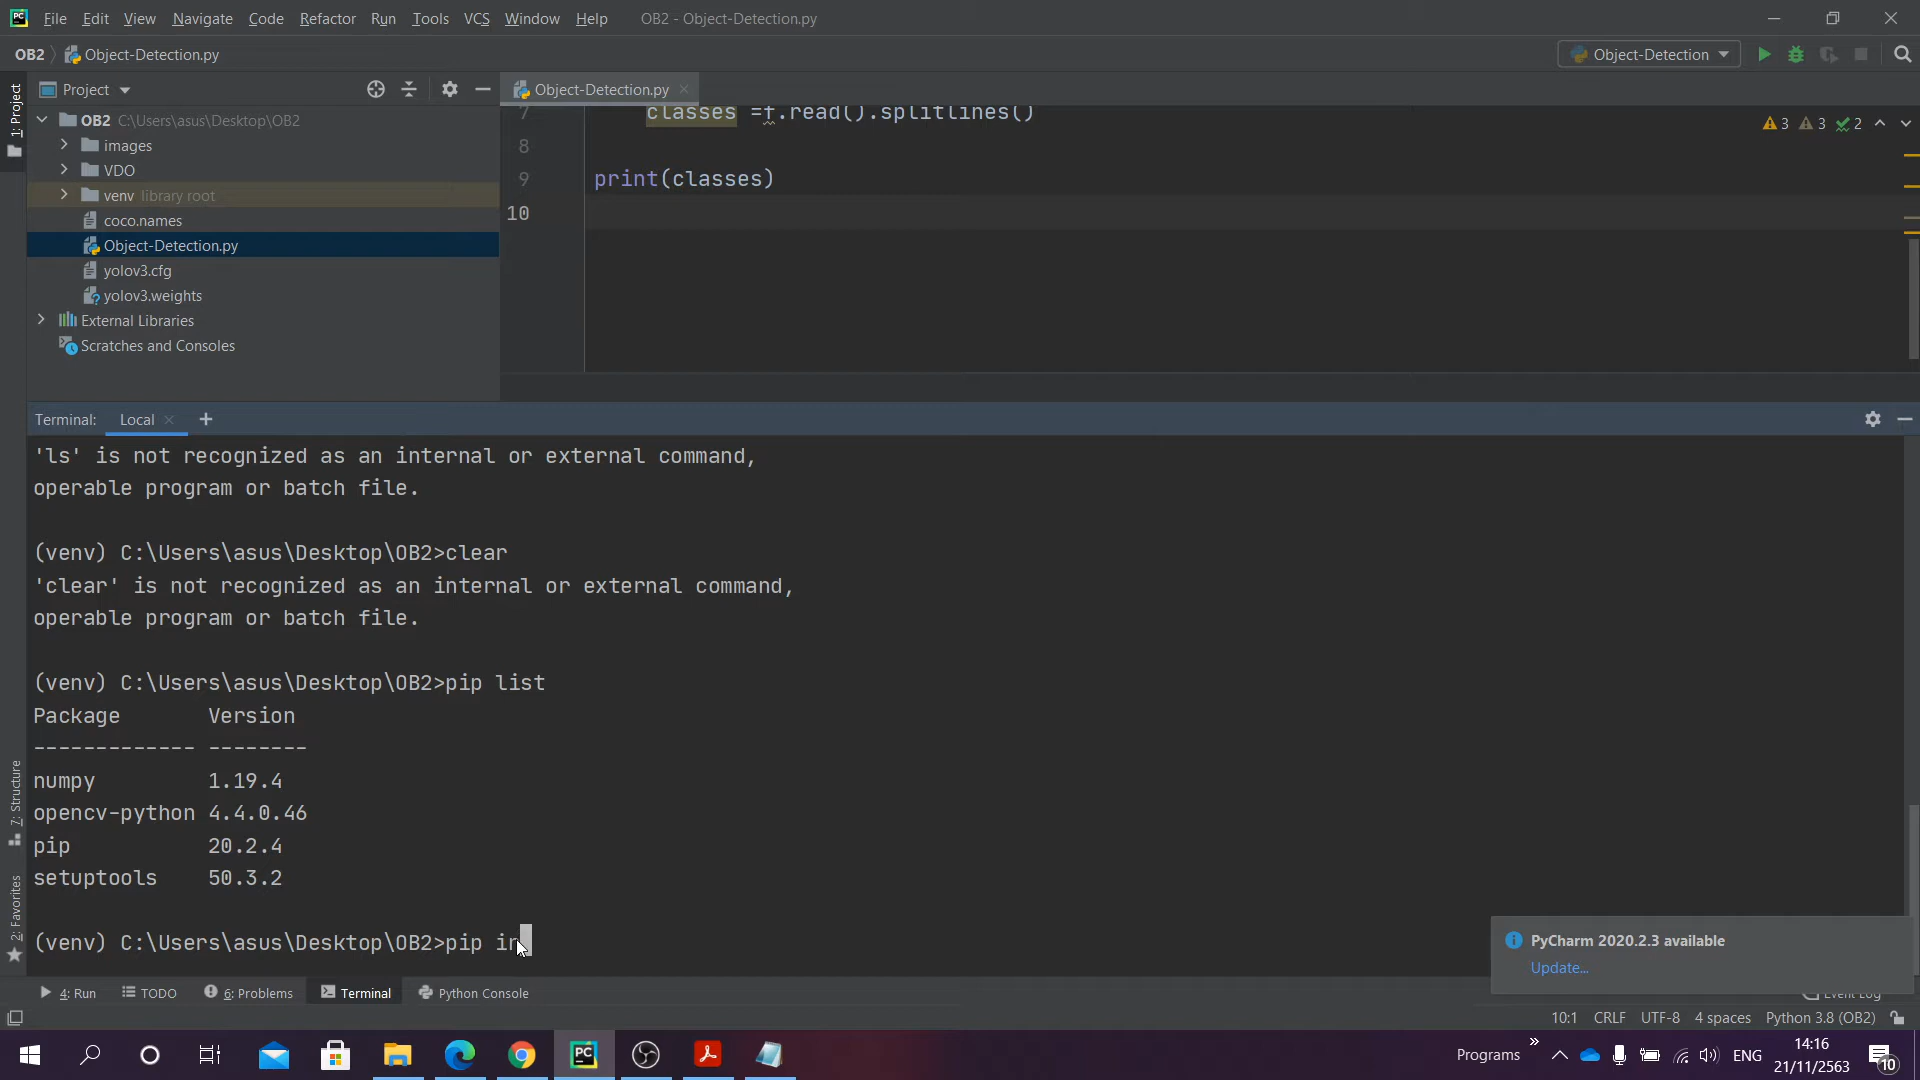 File Edit View Navigate Code Refactor Run Tools VCS Window Help OB2 - Object-Detection.py
OB2 Object-Detection.py Object-Detection
Project Object-Detection.py
1: Project
OB2 C:\Users\asus\Desktop\OB2
images
VDO
venv library root
coco.names
Object-Detection.py
yolov3.cfg
yolov3.weights
External Libraries
Scratches and Consoles
7 classes =f.read().splitlines()
3 3 2
8
9 print(classes)
10
Terminal: Local
'ls' is not recognized as an internal or external command,
operable program or batch file.
(venv) C:\Users\asus\Desktop\OB2>clear
'clear' is not recognized as an internal or external command,
operable program or batch file.
(venv) C:\Users\asus\Desktop\OB2>pip list
Package Version
------------- --------
numpy 1.19.4
opencv-python 4.4.0.46
pip 20.2.4
setuptools 50.3.2
(venv) C:\Users\asus\Desktop\OB2>pip in
7: Structure
2: Favorites
PyCharm 2020.2.3 available
Update...
4: Run TODO 6: Problems Terminal Python Console Event Log
10:1 CRLF UTF-8 4 spaces Python 3.8 (OB2)
PC
Programs ENG
14:16
21/11/2563
10